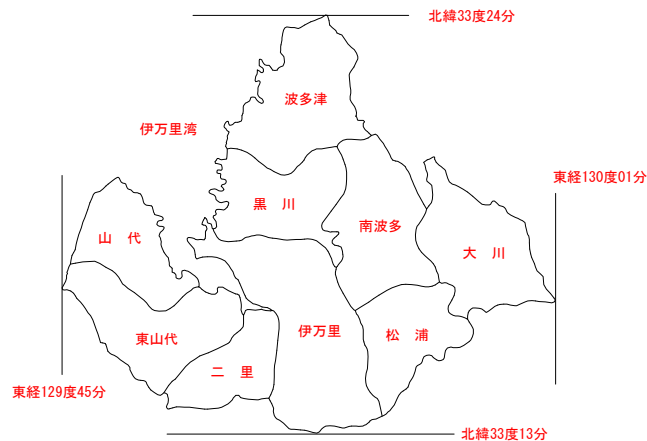 北緯33度24分
波多津
伊万里湾
東経130度01分
黒　川
南波多
山　代
大　川
伊万里
東山代
松　浦
二　里
東経129度45分
北緯33度13分